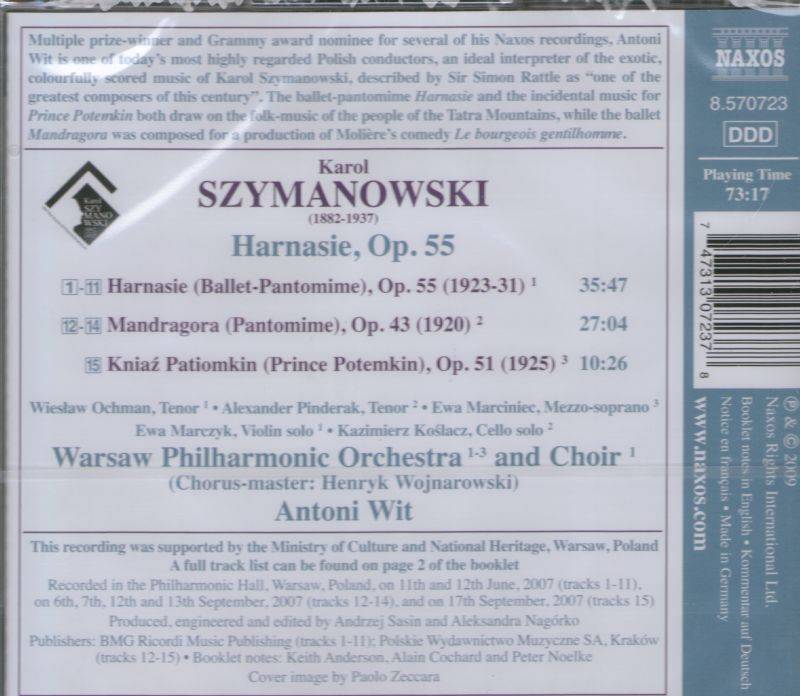 Multiple prize-winner and Grammy award nominee for several of his Naxos recordings, Antoni
Wit is one of today's most highly regarded Polish conductors, an ideal interpreter of the exotic,
colourfully scored music of Karol Szymanowski, described by Sir Simon Rattle as “one of the
greatest composers of this century”. The ballet-pantomime Harnasie and the incidental music for
Prince Potemkin both draw on the folk-music of the people of the Tatra Mountains, while the ballet
Mandragora was composed for a production of Molière's comedy Le bourgeois gentilhomme.
Karol
SZYMANOWSKI
(1882-1937)
Karol
SZY
MANO
WSKI
Harnasie, Op. 55
1-11 Harnasie (Ballet-Pantomime), Op. 55 (1923-31) ¹ 35:47
12-14 Mandragora (Pantomime), Op. 43 (1920) ² 27:04
15 Kniaź Patiomkin (Prince Potemkin), Op. 51 (1925) ³ 10:26
Wiesław Ochman, Tenor ¹ • Alexander Pinderak, Tenor ² • Ewa Marciniec, Mezzo-soprano ³
Ewa Marczyk, Violin solo ¹ • Kazimierz Koślacz, Cello solo ²
Warsaw Philharmonic Orchestra ¹⁻³ and Choir ¹
(Chorus-master: Henryk Wojnarowski)
Antoni Wit
This recording was supported by the Ministry of Culture and National Heritage, Warsaw, Poland
A full track list can be found on page 2 of the booklet
Recorded in the Philharmonic Hall, Warsaw, Poland, on 11th and 12th June, 2007 (tracks 1-11),
on 6th, 7th, 12th and 13th September, 2007 (tracks 12-14), and on 17th September, 2007 (tracks 15)
Produced, engineered and edited by Andrzej Sasin and Aleksandra Nagórko
Publishers: BMG Ricordi Music Publishing (tracks 1-11); Polskie Wydawnictwo Muzyczne SA, Kraków
(tracks 12-15) • Booklet notes: Keith Anderson, Alain Cochard and Peter Noelke
Cover image by Paolo Zeccara
NAXOS
8.570723
DDD
Playing Time
73:17
7 47313 07237 8
℗ & © 2009
Naxos Rights International Ltd.
Booklet notes in English • Kommentar auf Deutsch
Notice en français • Made in Germany
www.naxos.com